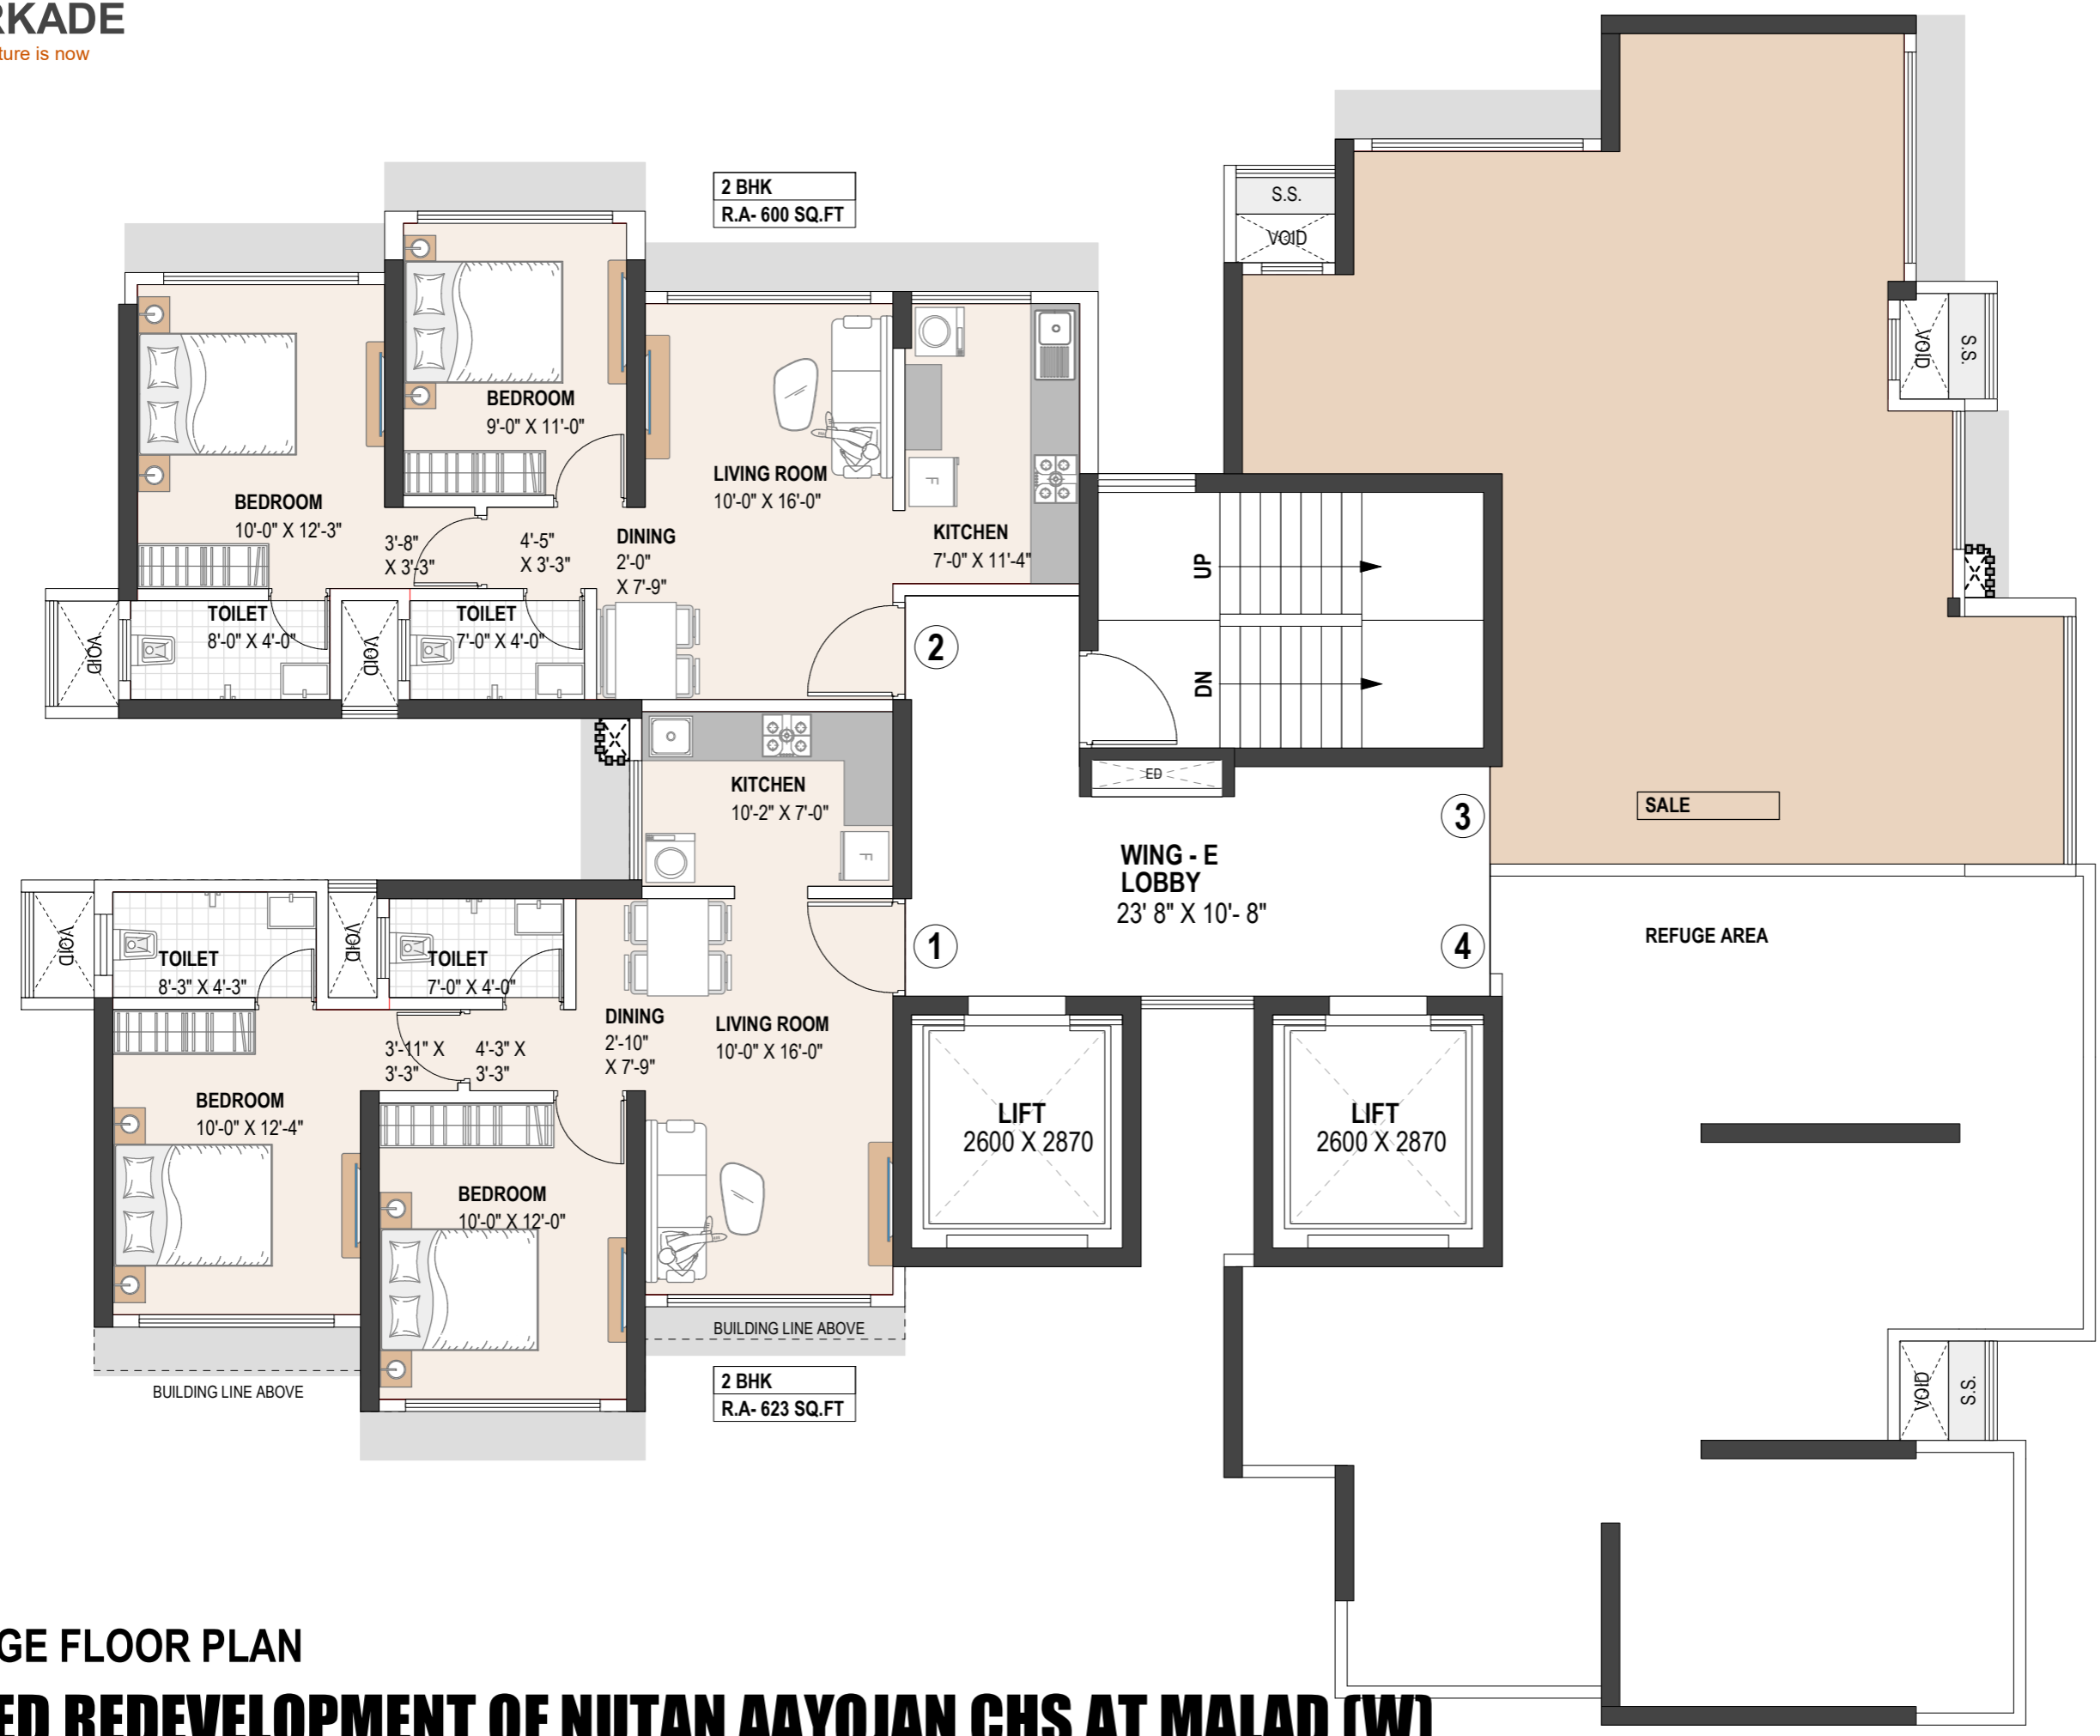 RKADE
ture is now
2 BHK
R.A- 600 SQ.FT
S.S.
VOID
VOID
S.S.
BEDROOM
9'-0" X 11'-0"
BEDROOM
10'-0" X 12'-3"
LIVING ROOM
10'-0" X 16'-0"
F
KITCHEN
7'-0" X 11'-4"
3'-8"
X 3'-3"
4'-5"
X 3'-3"
DINING
2'-0"
X 7'-9"
UP
DN
TOILET
8'-0" X 4'-0"
TOILET
7'-0" X 4'-0"
VOID
VOID
2
ED
KITCHEN
10'-2" X 7'-0"
F
SALE
3
WING - E
LOBBY
23' 8" X 10'- 8"
1
4
REFUGE AREA
VOID
VOID
TOILET
8'-3" X 4'-3"
TOILET
7'-0" X 4'-0"
DINING
2'-10"
X 7'-9"
LIVING ROOM
10'-0" X 16'-0"
3'-11" X
3'-3"
4'-3" X
3'-3"
BEDROOM
10'-0" X 12'-4"
BEDROOM
10'-0" X 12'-0"
LIFT
2600 X 2870
LIFT
2600 X 2870
BUILDING LINE ABOVE
BUILDING LINE ABOVE
2 BHK
R.A- 623 SQ.FT
VOID
S.S.
GE FLOOR PLAN
ED REDEVELOPMENT OF NUTAN AAYOJAN CHS AT MALAD (W)